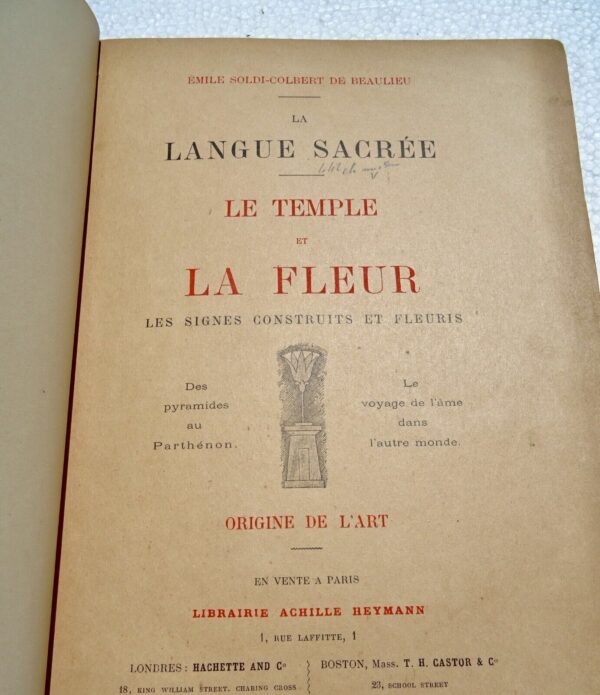 ÉMILE SOLDI-COLBERT DE BEAULIEU
LA
LANGUE SACRÉE
LE TEMPLE
ET
LA FLEUR
LES SIGNES CONSTRUITS ET FLEURIS
Des
pyramides
au
Parthénon.
Le
voyage de l'âme
dans
l'autre monde.
ORIGINE DE L'ART
EN VENTE A PARIS
LIBRAIRIE ACHILLE HEYMANN
1, RUE LAFFITTE, 1
LONDRES: HACHETTE AND Cº
18, KING WILLIAM STREET, CHARING CROSS
BOSTON, Mass. T. H. CASTOR & Cº
23, SCHOOL STREET